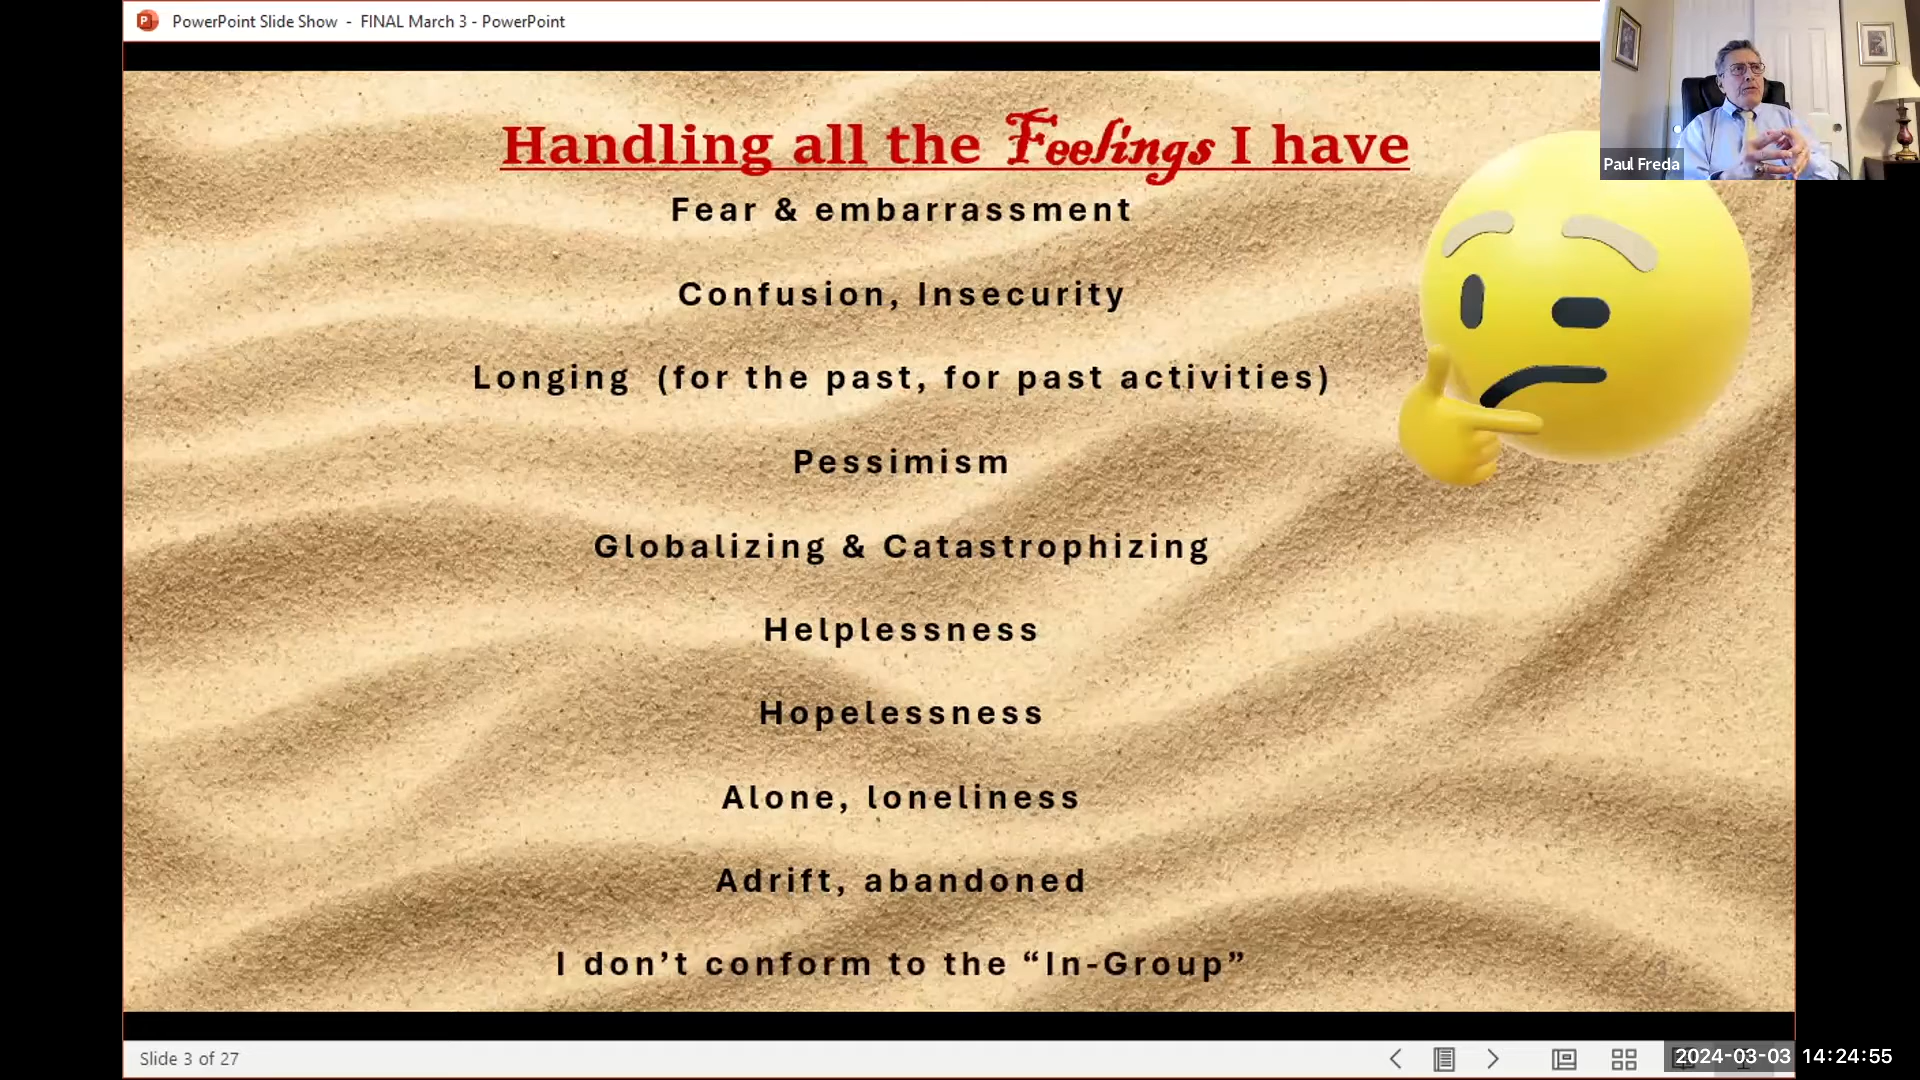 PowerPoint Slide Show - FINAL March 3 - PowerPoint
Paul Freda
Handling all the Feelings I have
Fear & embarrassment
Confusion, Insecurity
Longing (for the past, for past activities)
Pessimism
Globalizing & Catastrophizing
Helplessness
Hopelessness
Alone, loneliness
Adrift, abandoned
I don’t conform to the “In-Group”
Slide 3 of 27
2024-03-03 14:24:55